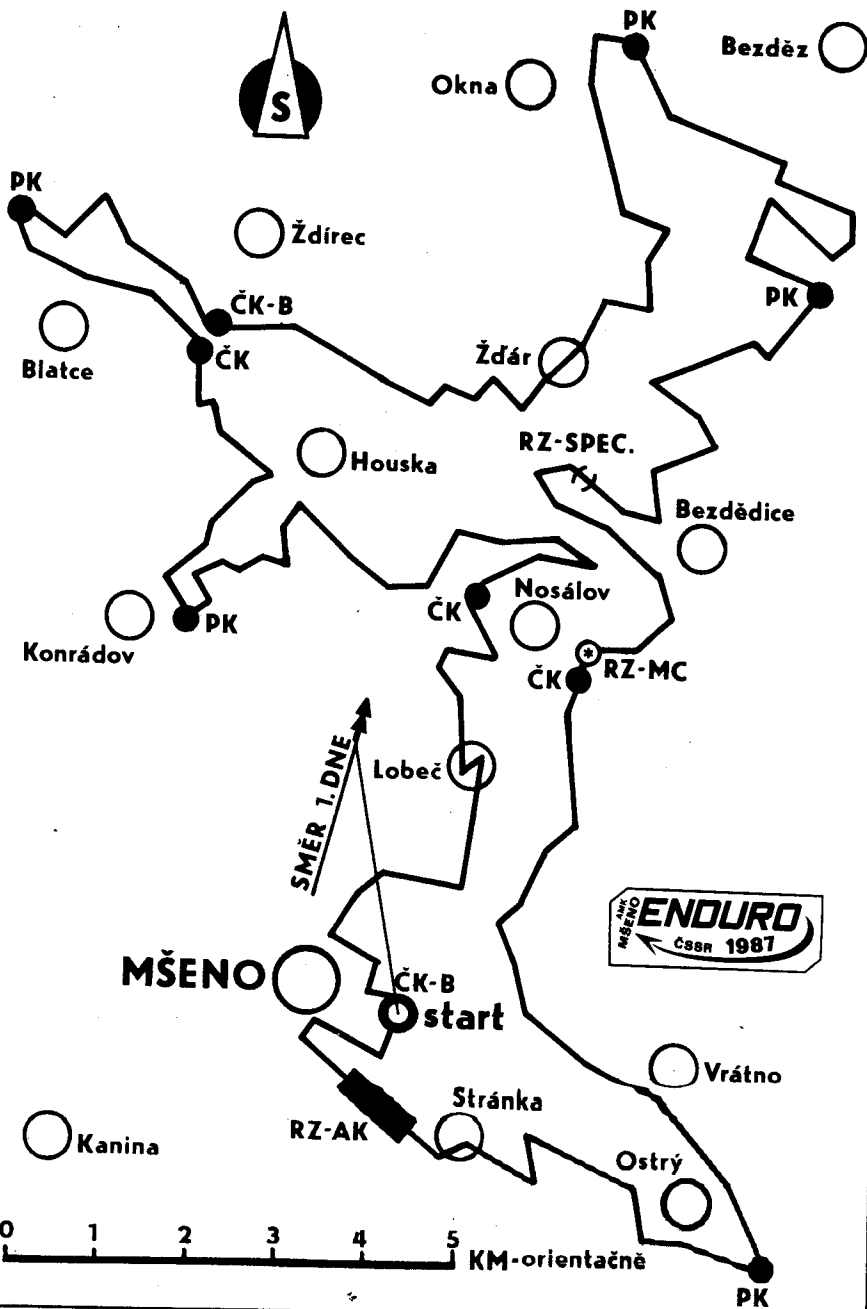 PK
Bezděz
Okna
S
PK
Ždírec
ČK-B
PK
ČK
Blatce
Žďár
RZ-SPEC.
Houska
Bezdědice
Nosálov
ČK
PK
Konrádov
RZ-MC
ČK
SMĚR 1. DNE
Lobeč
AMK
MŠENO
ENDURO
ČSSR 1987
MŠENO
ČK-B
start
Vrátno
Stránka
RZ-AK
Kanina
Ostrý
0 1 2 3 4 5
KM-orientačně
PK